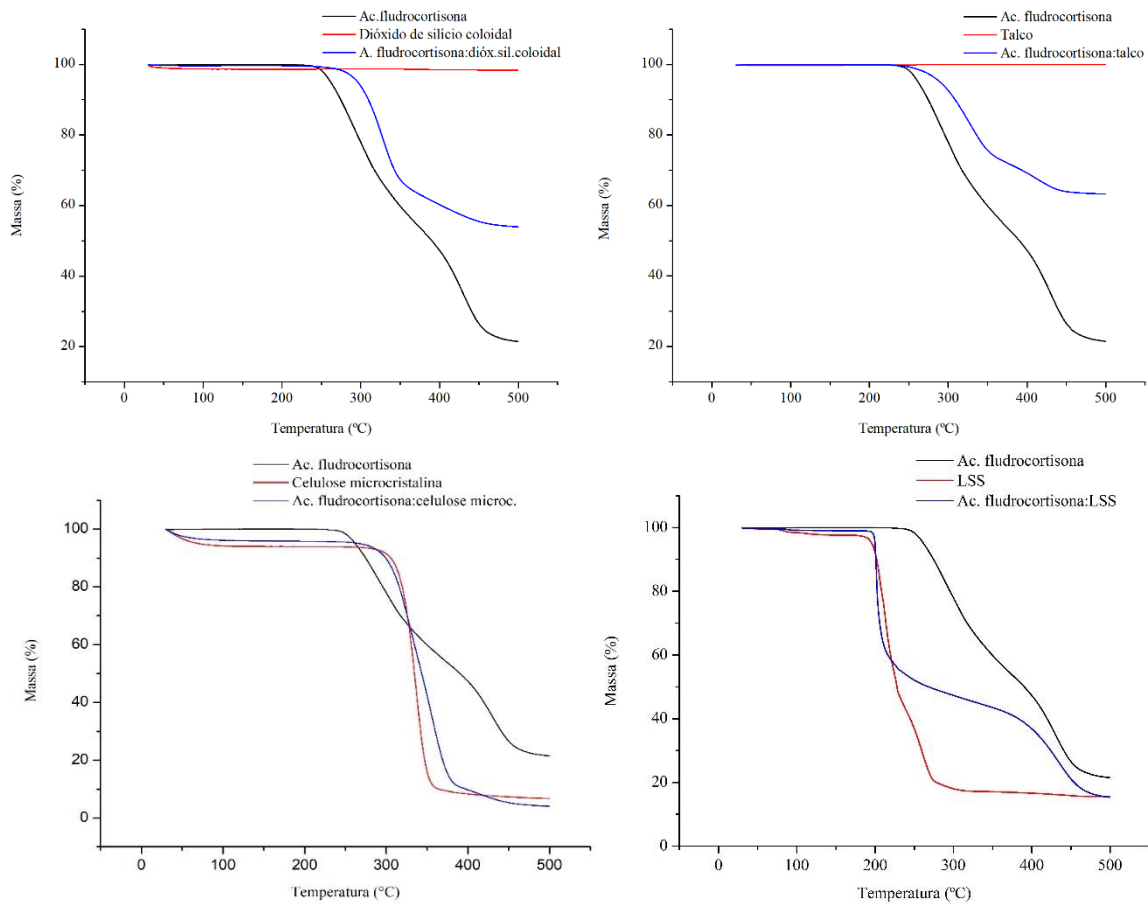 Ac.fludrocortisona
Dióxido de silício coloidal
A. fludrocortisona:dióx.sil.coloidal
100
80
60
40
20
Massa (%)
0
100
200
300
400
500
Temperatura (ºC)
Ac. fludrocortisona
Talco
Ac. fludrocortisona:talco
100
80
60
40
20
Massa (%)
0
100
200
300
400
500
Temperatura (ºC)
Ac. fludrocortisona
Celulose microcristalina
Ac. fludrocortisona:celulose microc.
100
80
60
40
20
0
Massa (%)
0
100
200
300
400
500
Temperatura (°C)
Ac. fludrocortisona
LSS
Ac. fludrocortisona:LSS
100
80
60
40
20
0
Massa (%)
0
100
200
300
400
500
Temperatura (ºC)